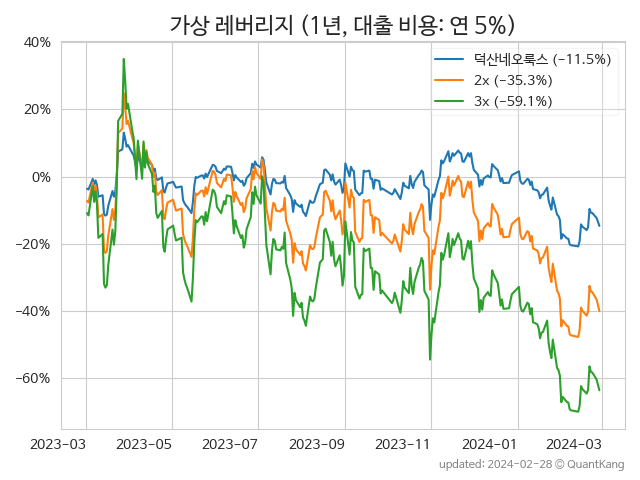 가상 레버리지 (1년, 대출 비용: 연 5%)
덕산네오룩스 (−11.5%)
2x (−35.3%)
3x (−59.1%)
40%
20%
0%
−20%
−40%
−60%
2023-03 2023-05 2023-07 2023-09 2023-11 2024-01 2024-03
updated: 2024-02-28 © QuantKang